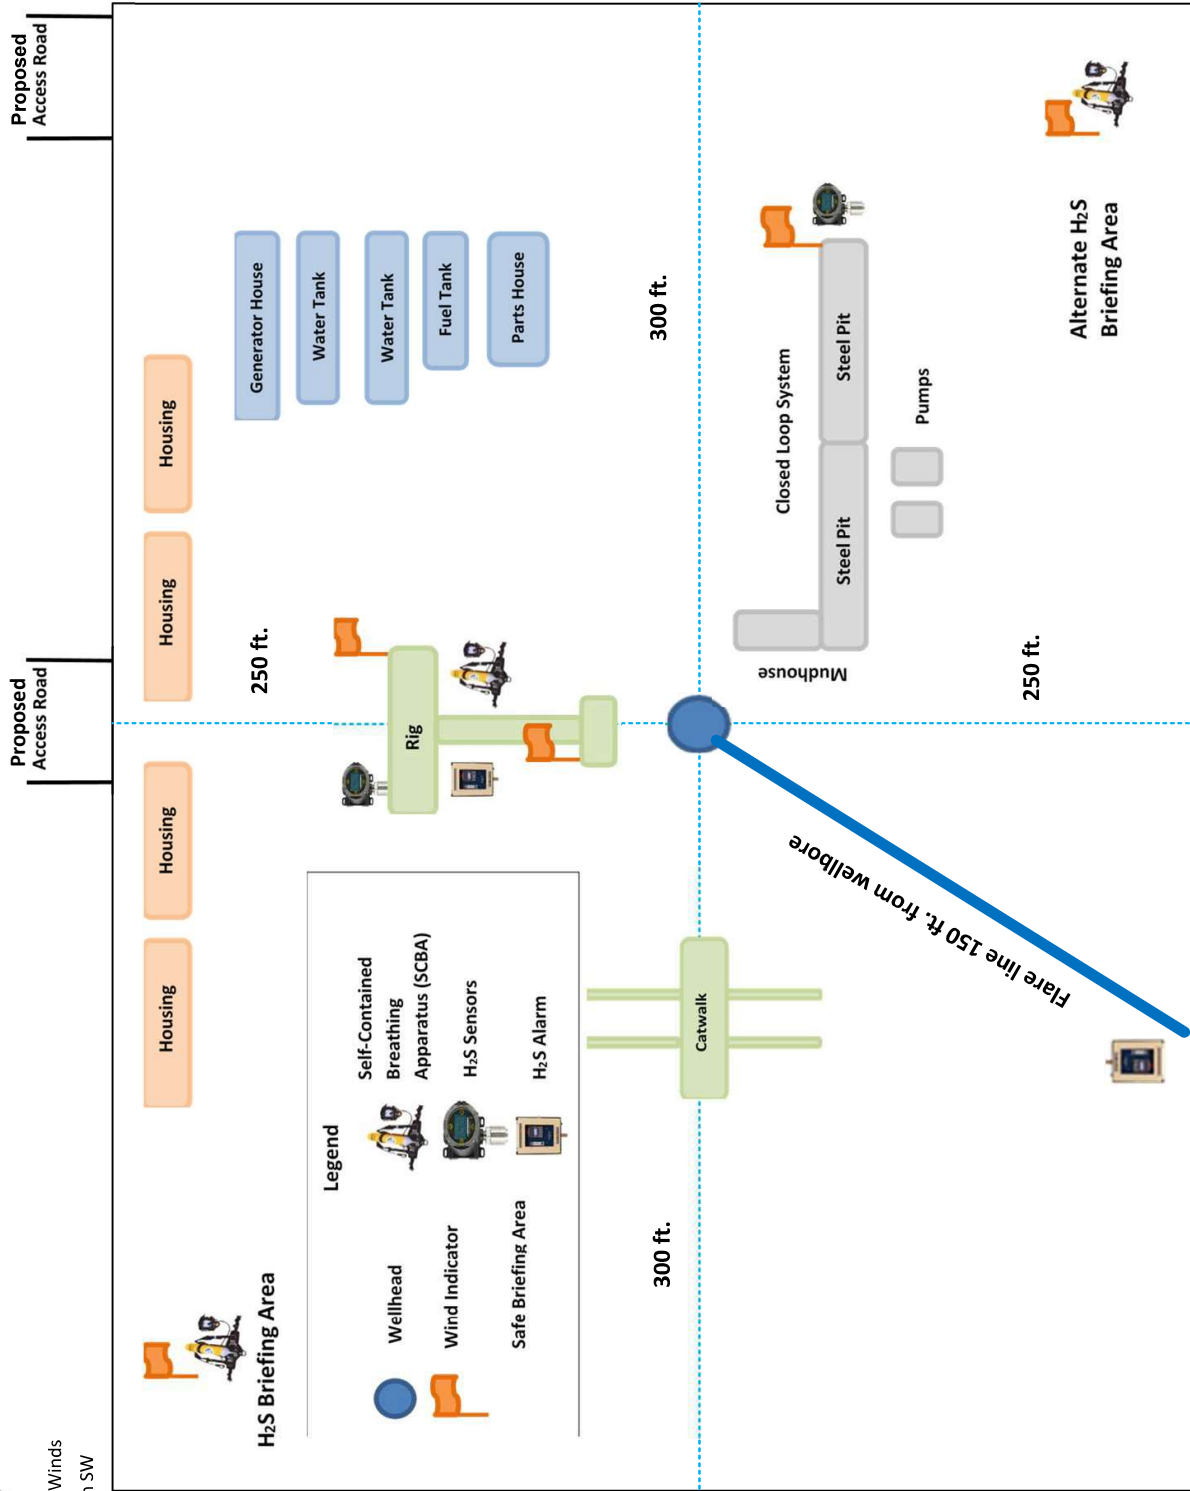 Winds
SW
Proposed
Access Road
Proposed
Access Road
Housing
Housing
Housing
Housing
H2S Briefing Area
250 ft.
Generator House
Water Tank
Water Tank
Fuel Tank
Parts House
Rig
Legend
Wellhead
Wind Indicator
Safe Briefing Area
Self-Contained
Breathing
Apparatus (SCBA)
H2S Sensors
H2S Alarm
300 ft.
300 ft.
Catwalk
Closed Loop System
Mudhouse
Steel Pit
Steel Pit
Pumps
250 ft.
Flare line 150 ft. from wellbore
Alternate H2S
Briefing Area